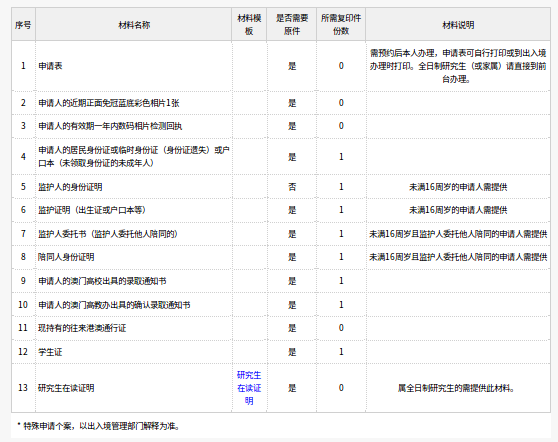 序号 材料名称 材料模板 是否需要原件 所需复印件份数 材料说明
1 申请表 是 0 需预约后本人办理，申请表可自行打印或到出入境办理时打印。全日制研究生（或家属）请直接到前台办理。
2 申请人的近期正面免冠蓝底彩色相片1张 是 0
3 申请人的有效期一年内数码相片检测回执 是 0
4 申请人的居民身份证或临时身份证（身份证遗失）或户口本（未领取身份证的未成年人） 是 1
5 监护人的身份证明 否 1 未满16周岁的申请人需提供
6 监护证明（出生证或户口本等） 是 1 未满16周岁的申请人需提供
7 监护人委托书（监护人委托他人陪同的） 是 1 未满16周岁且监护人委托他人陪同的申请人需提供
8 陪同人身份证明 是 1 未满16周岁且监护人委托他人陪同的申请人需提供
9 申请人的澳门高校出具的录取通知书 是 1
10 申请人的澳门高教办出具的确认录取通知书 是 1
11 现持有的往来港澳通行证 是 0
12 学生证 是 1
13 研究生在读证明 研究生在读证明 是 0 属全日制研究生的需提供此材料。
* 特殊申请个案，以出入境管理部门解释为准。